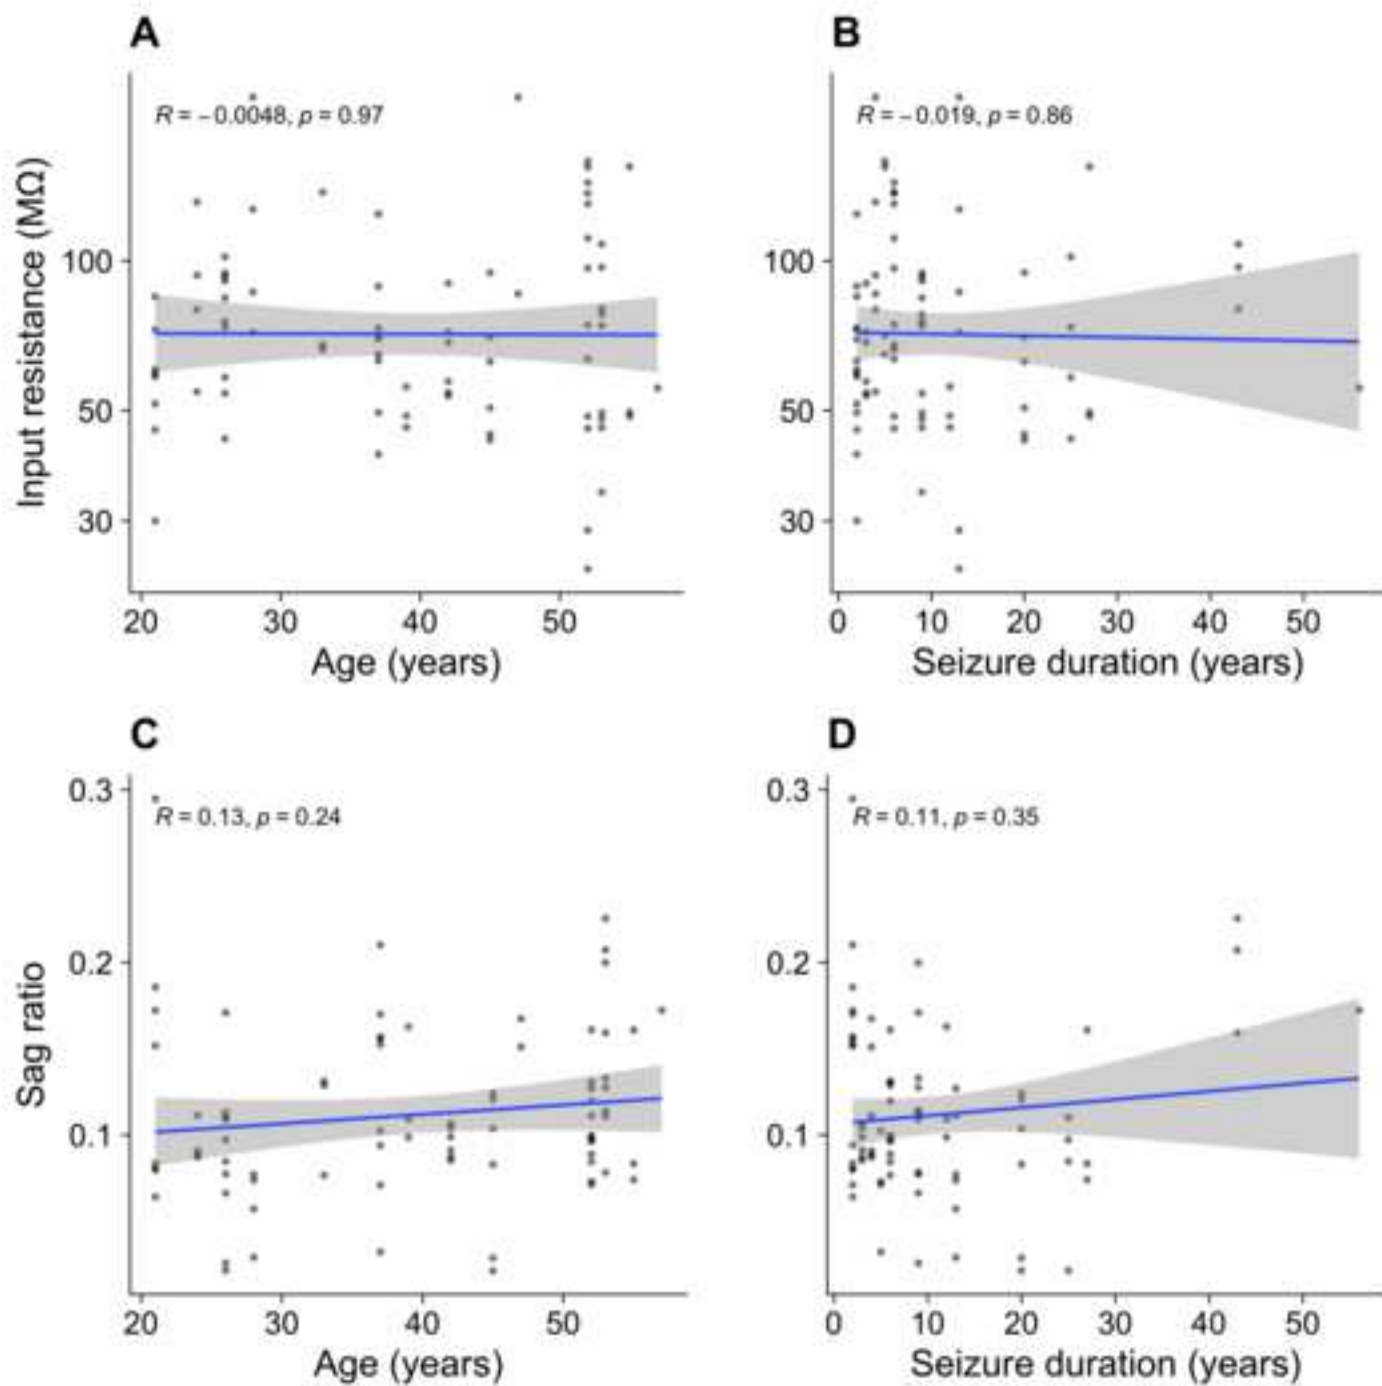 A
B
R = −0.0048, p = 0.97
R = −0.019, p = 0.86
Input resistance (MΩ)
100
50
30
100
50
30
20 30 40 50
0 10 20 30 40 50
Age (years)
Seizure duration (years)
C
D
0.3
0.2
0.1
0.3
0.2
0.1
R = 0.13, p = 0.24
R = 0.11, p = 0.35
Sag ratio
20 30 40 50
0 10 20 30 40 50
Age (years)
Seizure duration (years)